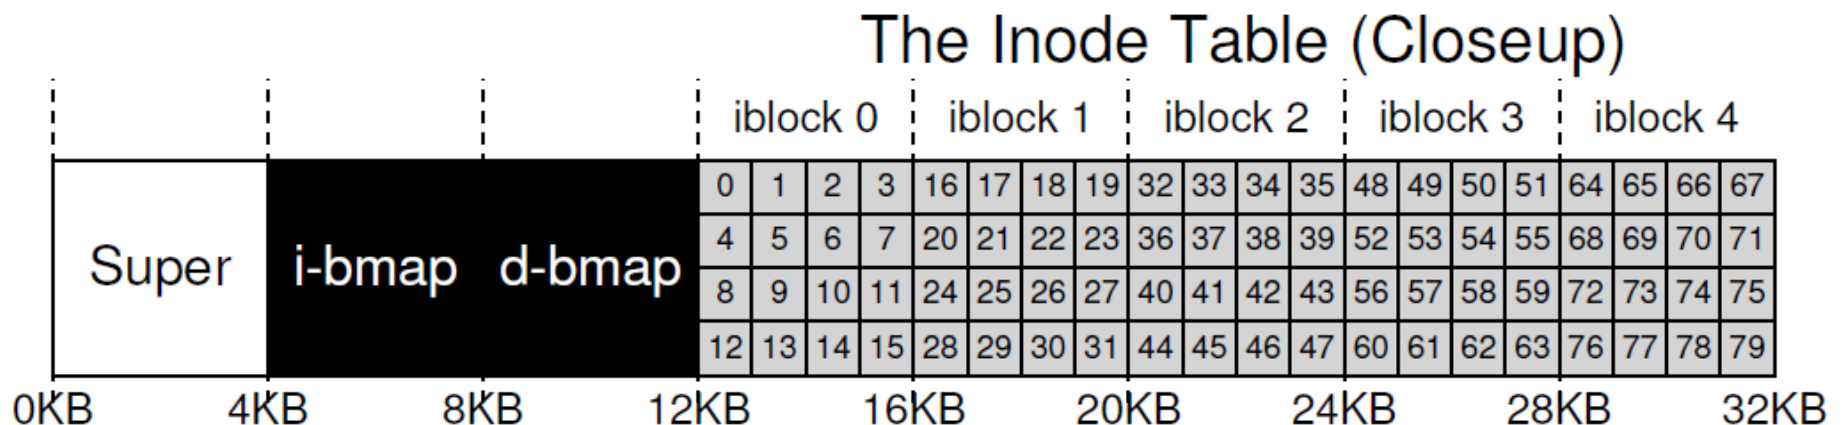 The Inode Table (Closeup)
iblock 0 iblock 1 iblock 2 iblock 3 iblock 4
0 1 2 3 16 17 18 19 32 33 34 35 48 49 50 51 64 65 66 67
4 5 6 7 20 21 22 23 36 37 38 39 52 53 54 55 68 69 70 71
Super i-bmap d-bmap
8 9 10 11 24 25 26 27 40 41 42 43 56 57 58 59 72 73 74 75
12 13 14 15 28 29 30 31 44 45 46 47 60 61 62 63 76 77 78 79
0KB 4KB 8KB 12KB 16KB 20KB 24KB 28KB 32KB